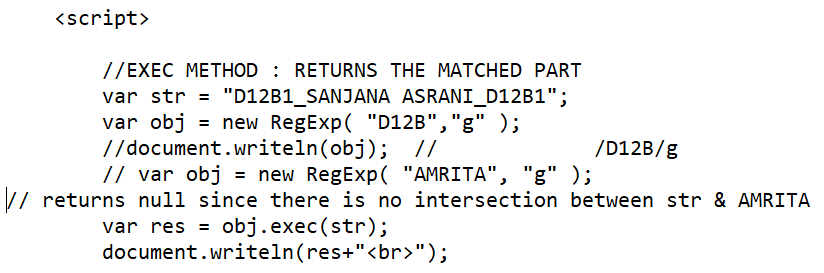 <script>
//EXEC METHOD : RETURNS THE MATCHED PART
var str = "D12B1_SANJANA ASRANI_D12B1";
var obj = new RegExp( "D12B","g" );
//document.writeln(obj);  //             /D12B/g
// var obj = new RegExp( "AMRITA", "g" );
// returns null since there is no intersection between str & AMRITA
var res = obj.exec(str);
document.writeln(res+"<br>");